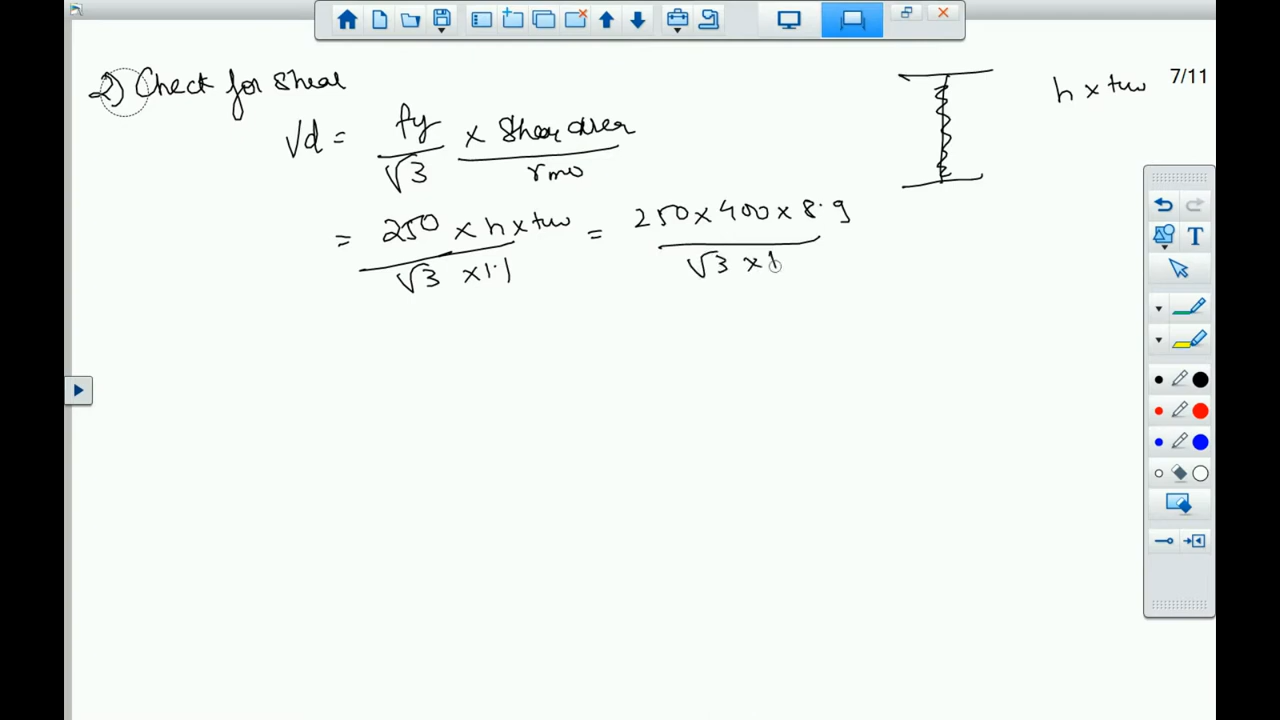 2) Check for Shear
h x tw
7/11
Vd = fy/√3 x Shear area/γmo
= 250 x h x tw/√3 x 1.1 = 250 x 400 x 8.9/√3 x 1
T